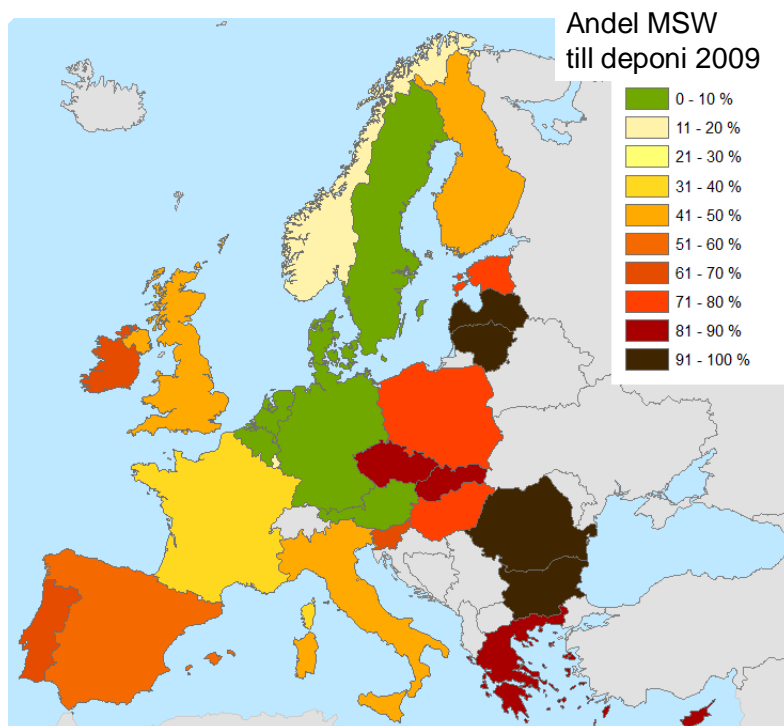 Andel MSW
till deponi 2009
0 - 10 %
11 - 20 %
21 - 30 %
31 - 40 %
41 - 50 %
51 - 60 %
61 - 70 %
71 - 80 %
81 - 90 %
91 - 100 %